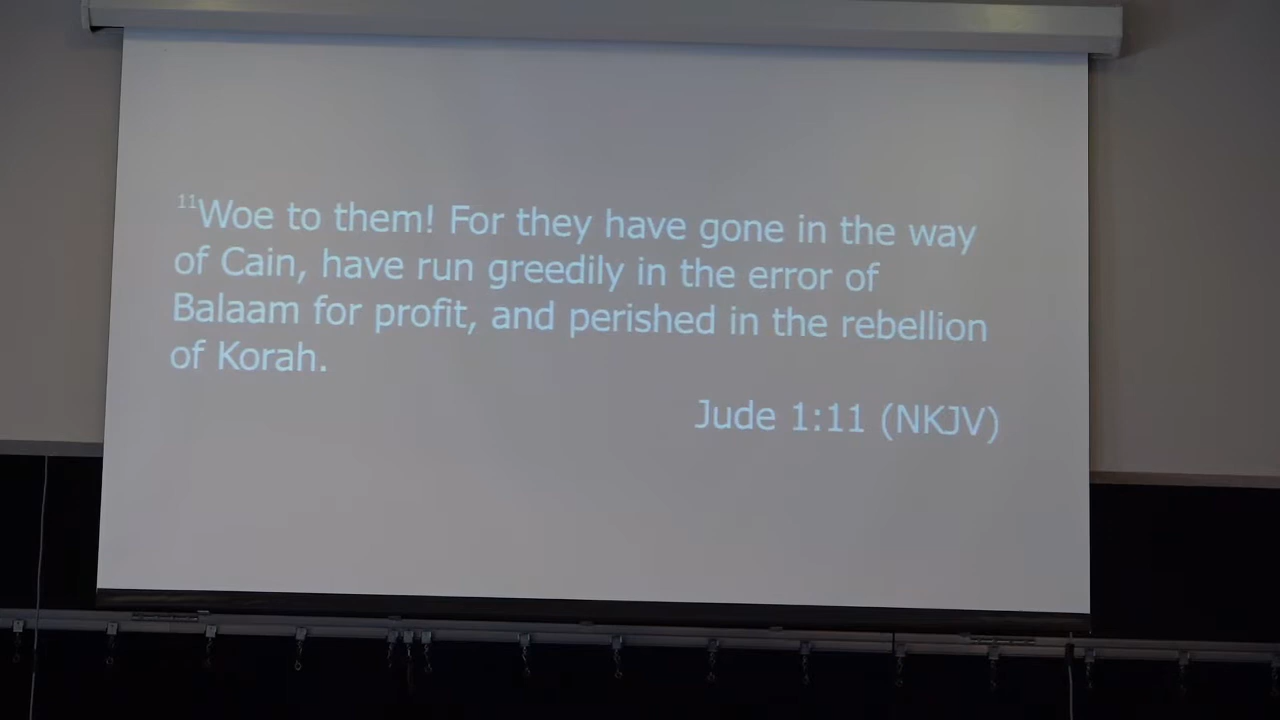 11Woe to them! For they have gone in the way
of Cain, have run greedily in the error of
Balaam for profit, and perished in the rebellion
of Korah.
Jude 1:11 (NKJV)